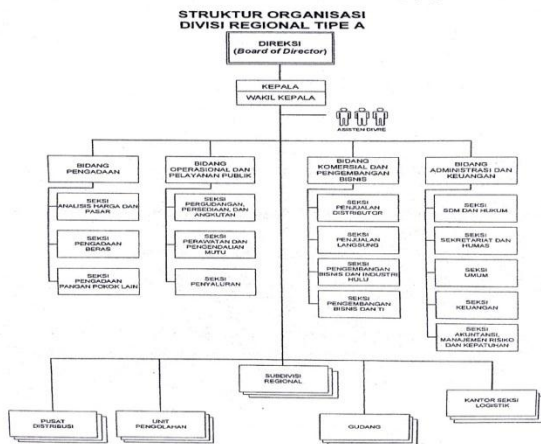 STRUKTUR ORGANISASI
DIVISI REGIONAL TIPE A
DIREKSI
(Board of Director)
KEPALA
WAKIL KEPALA
ASISTEN DIVRE
BIDANG
PENGADAAN
SEKSI
ANALISIS HARGA DAN
PASAR
SEKSI
PENGADAAN
BERAS
SEKSI
PENGADAAN
PANGAN POKOK LAIN
BIDANG
OPERASIONAL DAN
PELAYANAN PUBLIK
SEKSI
PERGUDANGAN,
PERSEDIAAN, DAN
ANGKUTAN
SEKSI
PERAWATAN DAN
PENGENDALIAN
MUTU
SEKSI
PENYALURAN
BIDANG
KOMERSIAL DAN
PENGEMBANGAN
BISNIS
SEKSI
PENJUALAN
DISTRIBUTOR
SEKSI
PENJUALAN
LANGSUNG
SEKSI
PENGEMBANGAN
BISNIS DAN INDUSTRI
HULU
SEKSI
PENGEMBANGAN
BISNIS DAN TI
BIDANG
ADMINISTRASI DAN
KEUANGAN
SEKSI
SDM DAN HUKUM
SEKSI
SEKRETARIAT DAN
HUMAS
SEKSI
UMUM
SEKSI
KEUANGAN
SEKSI
AKUNTANSI,
MANAJEMEN RISIKO
DAN KEPATUHAN
SUBDIVISI
REGIONAL
PUSAT
DISTRIBUSI
UNIT
PENGOLAHAN
GUDANG
KANTOR SEKSI
LOGISTIK